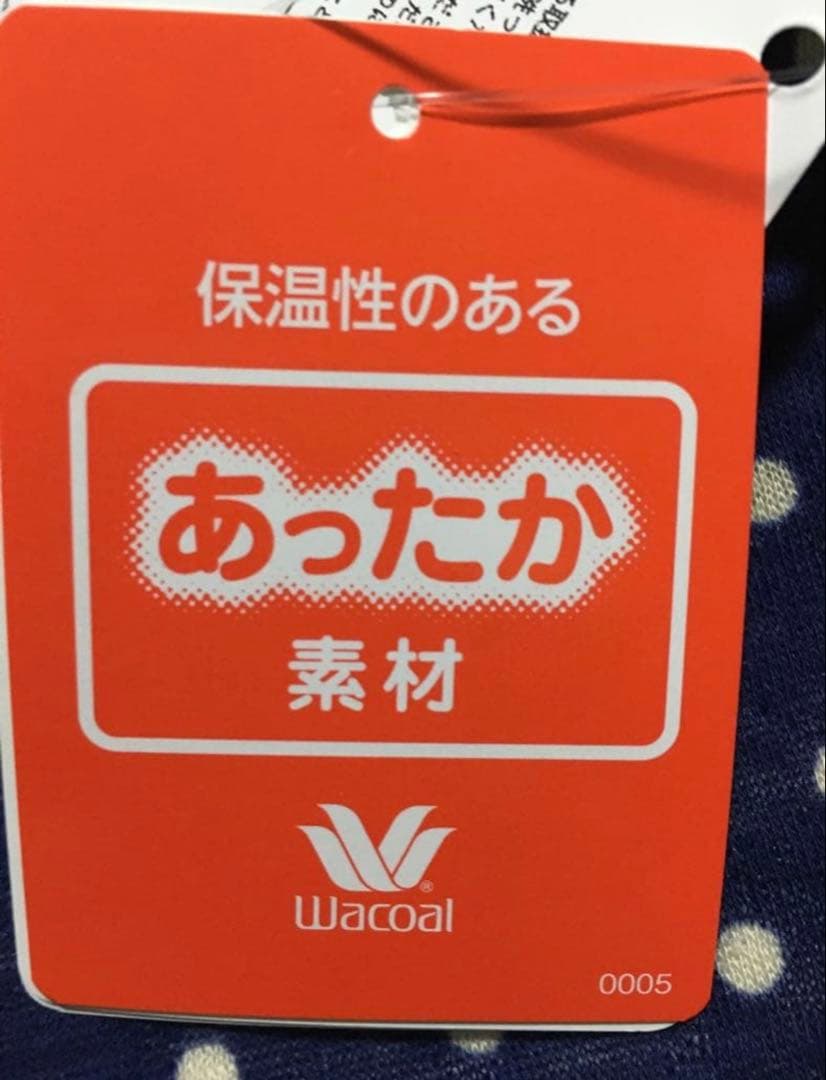 保温性のある
あったか
素材
®
Wacoal
0005